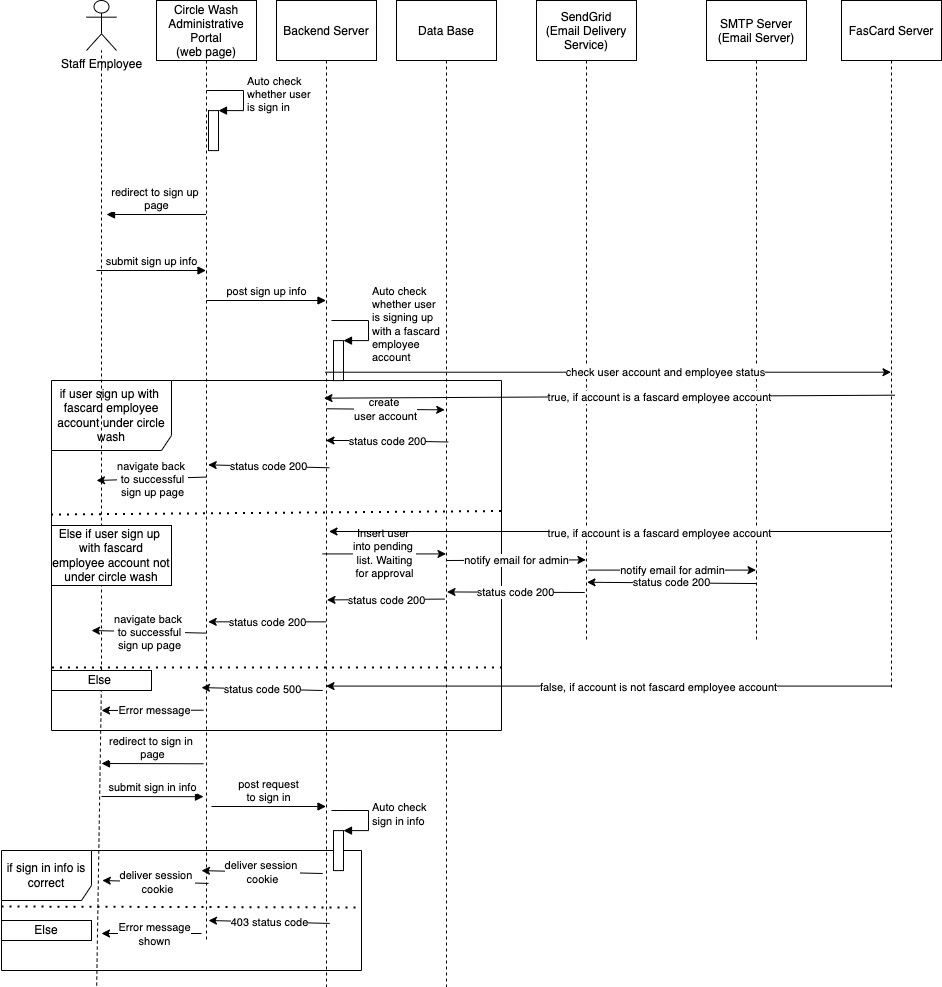 Circle Wash
Administrative
Portal
(web page)
Backend Server
Data Base
SendGrid
(Email Delivery
Service)
SMTP Server
(Email Server)
FasCard Server
Staff Employee
Auto check
whether user
is sign in
redirect to sign up
page
submit sign up info
post sign up info
Auto check
whether user
is signing up
with a fascard
employee
account
check user account and employee status
if user sign up with
fascard employee
account under circle
wash
true, if account is a fascard employee account
create
user account
status code 200
status code 200
navigate back
to successful
sign up page
Else if user sign up
with fascard
employee account not
under circle wash
true, if account is a fascard employee account
Insert user
into pending
list. Waiting
for approval
notify email for admin
notify email for admin
status code 200
status code 200
status code 200
status code 200
navigate back
to successful
sign up page
Else
status code 500
false, if account is not fascard employee account
Error message
redirect to sign in
page
submit sign in info
post request
to sign in
Auto check
sign in info
if sign in info is
correct
deliver session
cookie
deliver session
cookie
Else
403 status code
Error message
shown